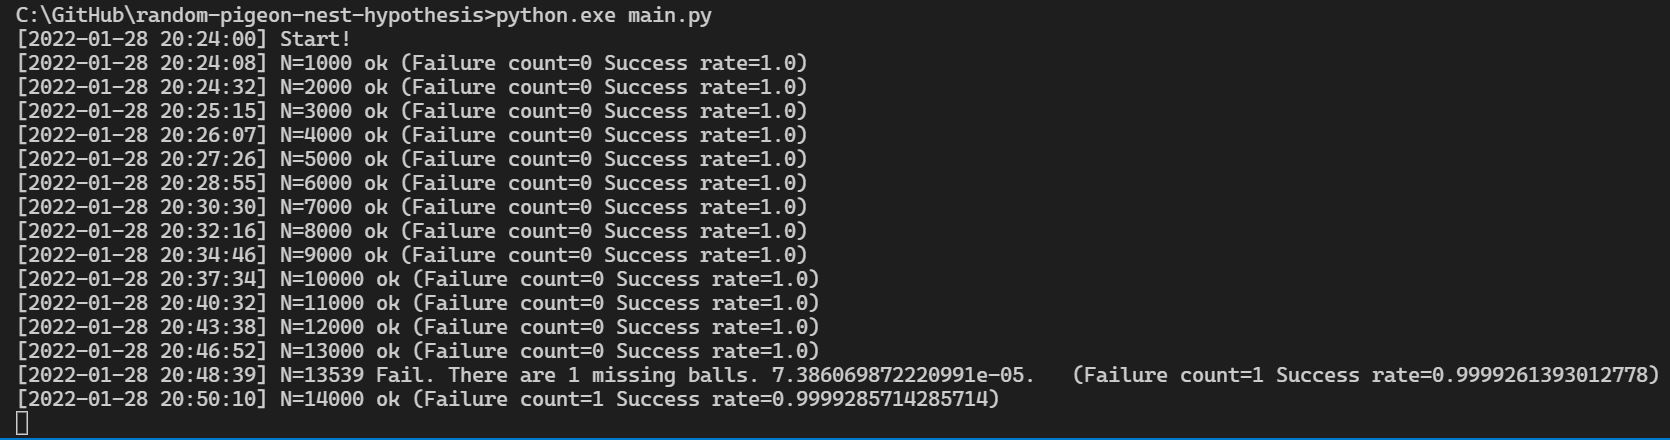 C:\GitHub\random-pigeon-nest-hypothesis>python.exe main.py
[2022-01-28 20:24:00] Start!
[2022-01-28 20:24:08] N=1000 ok (Failure count=0 Success rate=1.0)
[2022-01-28 20:24:32] N=2000 ok (Failure count=0 Success rate=1.0)
[2022-01-28 20:25:15] N=3000 ok (Failure count=0 Success rate=1.0)
[2022-01-28 20:26:07] N=4000 ok (Failure count=0 Success rate=1.0)
[2022-01-28 20:27:26] N=5000 ok (Failure count=0 Success rate=1.0)
[2022-01-28 20:28:55] N=6000 ok (Failure count=0 Success rate=1.0)
[2022-01-28 20:30:30] N=7000 ok (Failure count=0 Success rate=1.0)
[2022-01-28 20:32:16] N=8000 ok (Failure count=0 Success rate=1.0)
[2022-01-28 20:34:46] N=9000 ok (Failure count=0 Success rate=1.0)
[2022-01-28 20:37:34] N=10000 ok (Failure count=0 Success rate=1.0)
[2022-01-28 20:40:32] N=11000 ok (Failure count=0 Success rate=1.0)
[2022-01-28 20:43:38] N=12000 ok (Failure count=0 Success rate=1.0)
[2022-01-28 20:46:52] N=13000 ok (Failure count=0 Success rate=1.0)
[2022-01-28 20:48:39] N=13539 Fail. There are 1 missing balls. 7.386069872220991e-05.   (Failure count=1 Success rate=0.9999261393012778)
[2022-01-28 20:50:10] N=14000 ok (Failure count=1 Success rate=0.9999285714285714)